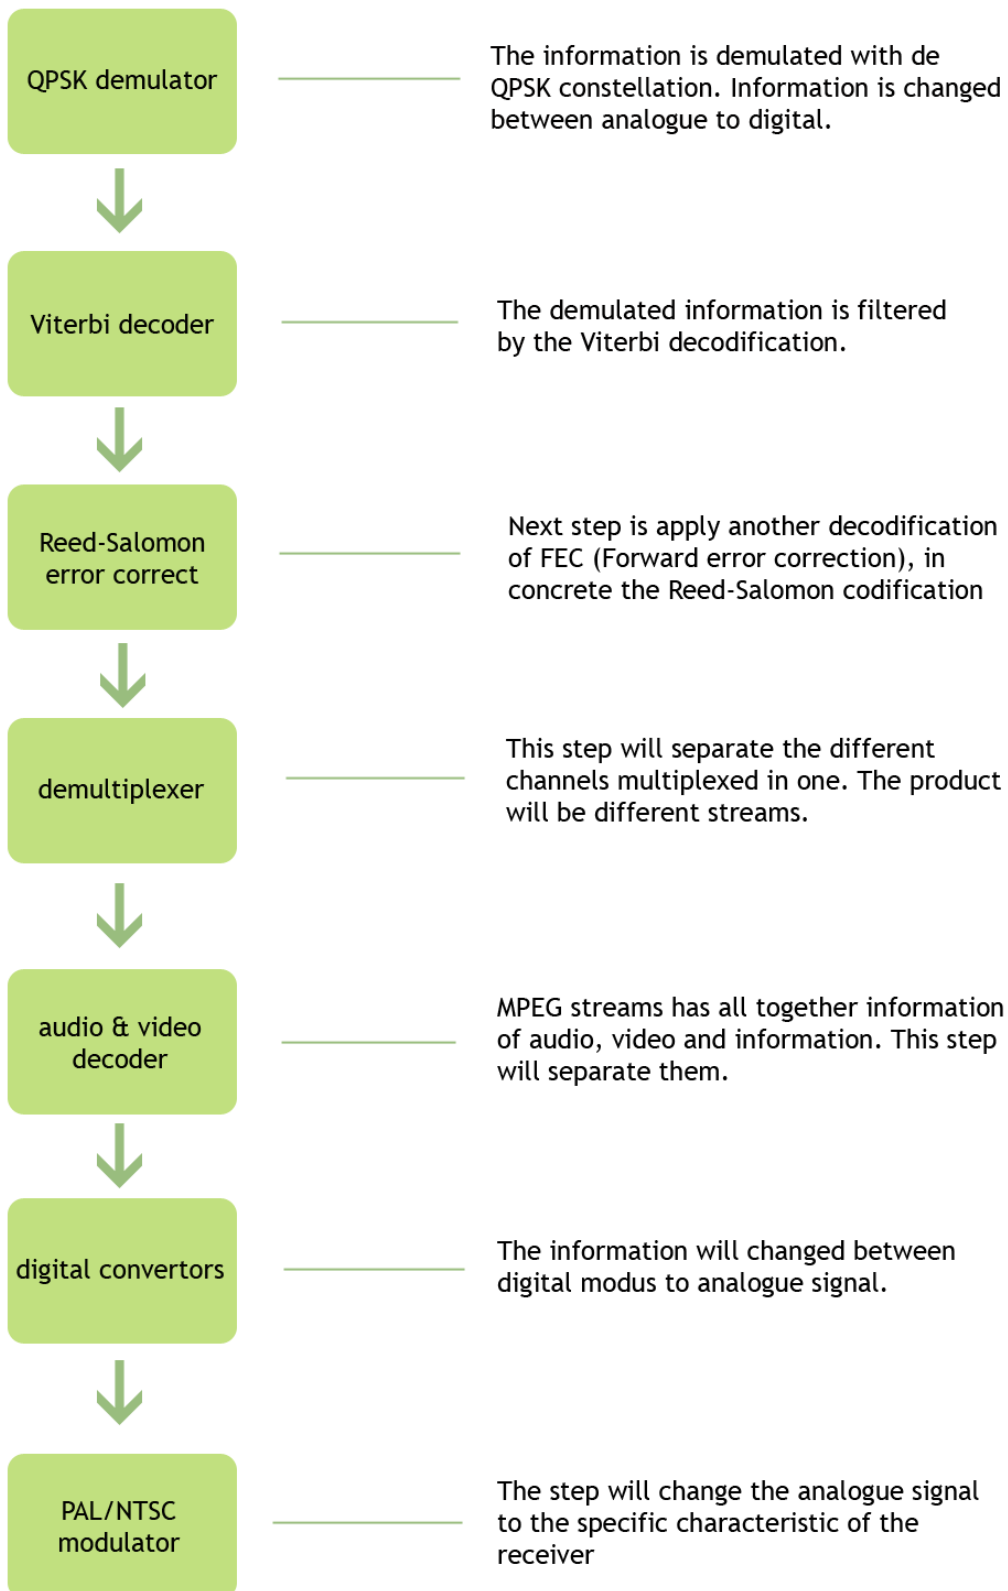 QPSK demulator
The information is demulated with de
QPSK constellation. Information is changed
between analogue to digital.
Viterbi decoder
The demulated information is filtered
by the Viterbi decodification.
Reed-Salomon
error correct
Next step is apply another decodification
of FEC (Forward error correction), in
concrete the Reed-Salomon codification
demultiplexer
This step will separate the different
channels multiplexed in one. The product
will be different streams.
audio & video
decoder
MPEG streams has all together information
of audio, video and information. This step
will separate them.
digital convertors
The information will changed between
digital modus to analogue signal.
PAL/NTSC
modulator
The step will change the analogue signal
to the specific characteristic of the
receiver